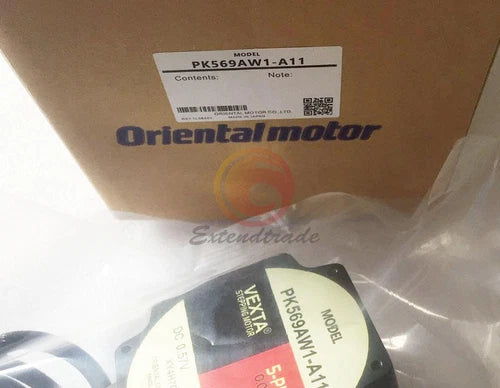 MODEL
PK569AW1-A11
Contents: Note:
ORIENTAL MOTOR CO.,LTD.
MADE IN JAPAN
Orientalmotor
Extendtrade
VEXTA
STEPPING MOTOR
DC 0.57V
5-P
MODEL
PK569AW1-A11